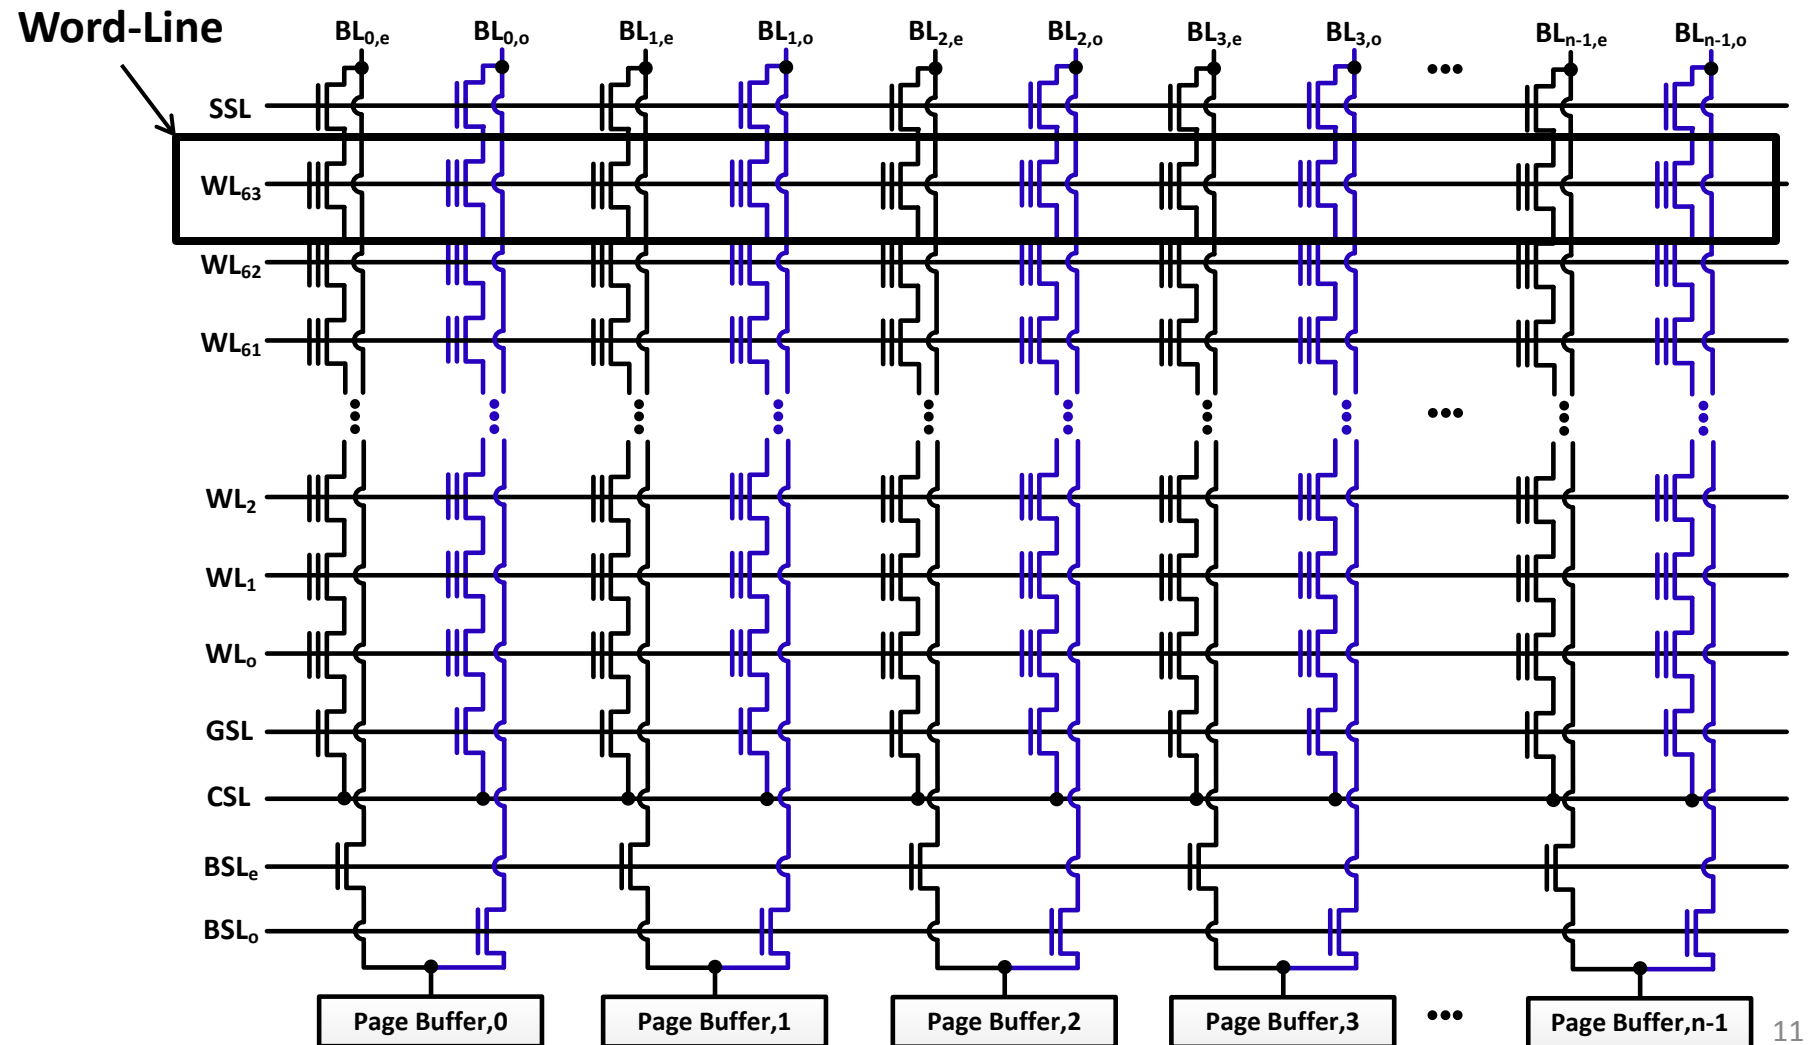 Word-Line
BL0,e BL0,o BL1,e BL1,o BL2,e BL2,o BL3,e BL3,o BLn-1,e BLn-1,o
SSL
WL63
WL62
WL61
WL2
WL1
WLo
GSL
CSL
BSLe
BSLo
Page Buffer,0 Page Buffer,1 Page Buffer,2 Page Buffer,3 Page Buffer,n-1
11